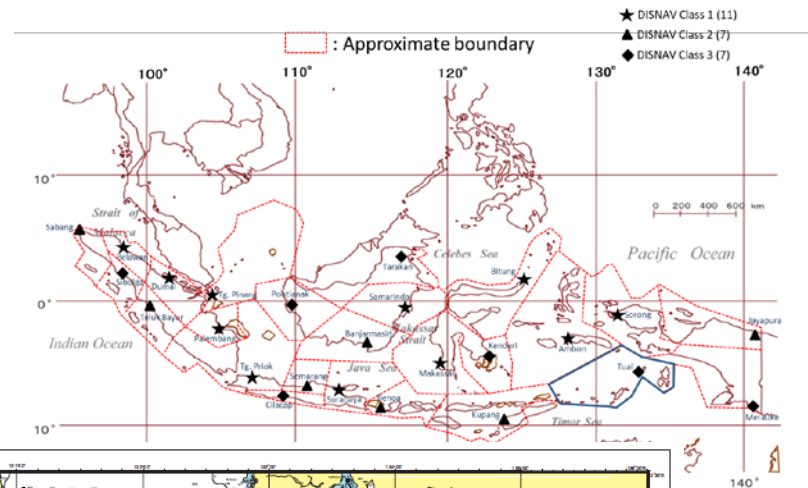 ★ DISNAV Class 1 (11)
▲ DISNAV Class 2 (7)
◆ DISNAV Class 3 (7)
: Approximate boundary
100° 110° 120° 130° 140°
10°
0 200 400 600 km
Strait of
Malacca
Sabang
Belawan
Sibolga
Dumai
Tg. Pinang
Teluk Bayur
Palembang
Indian Ocean
0°
Pontianak
Tarakan
Celebes Sea
Samarinda
Banjarmasin
Makassar
Strait
Bitung
Pacific Ocean
Sorong
Jayapura
Ambon
Kendari
Makassar
Tual
Java Sea
Tg. Priok
Semarang
Cilacap
Surabaya
Benoa
Kupang
Timor Sea
Merauke
10°
140°